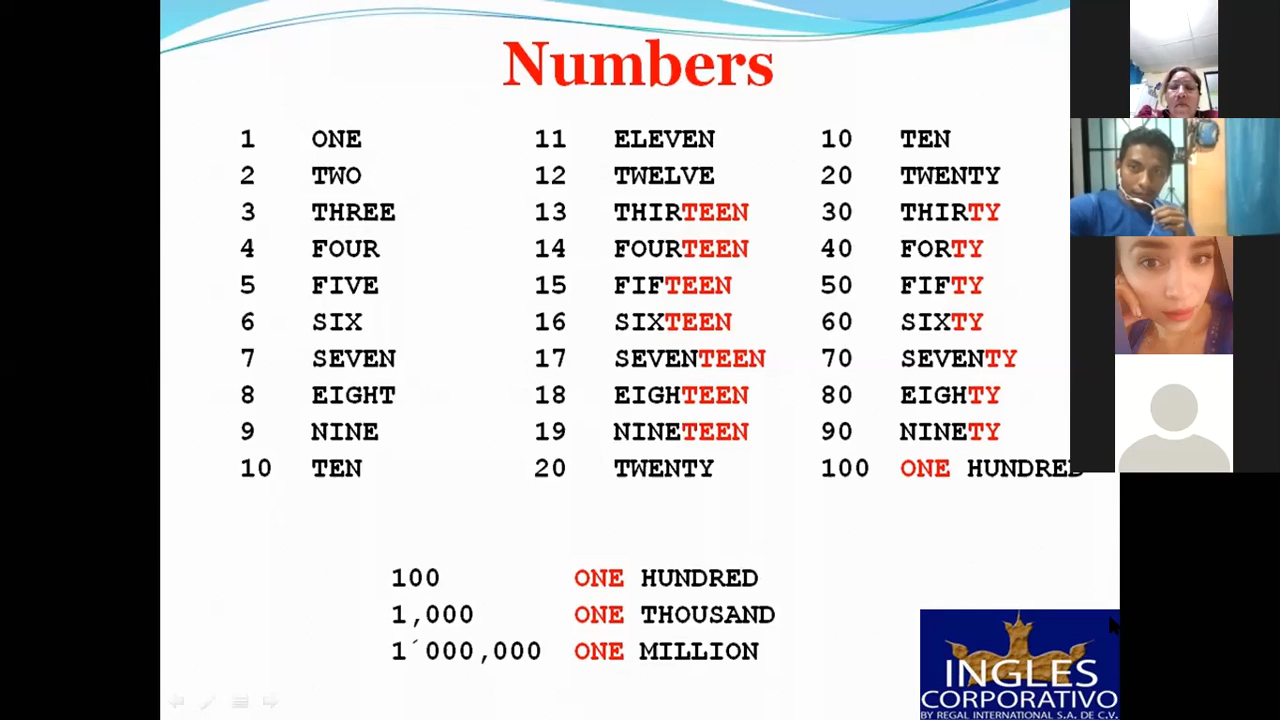 Numbers
1 ONE 11 ELEVEN 10 TEN
2 TWO 12 TWELVE 20 TWENTY
3 THREE 13 THIRTEEN 30 THIRTY
4 FOUR 14 FOURTEEN 40 FORTY
5 FIVE 15 FIFTEEN 50 FIFTY
6 SIX 16 SIXTEEN 60 SIXTY
7 SEVEN 17 SEVENTEEN 70 SEVENTY
8 EIGHT 18 EIGHTEEN 80 EIGHTY
9 NINE 19 NINETEEN 90 NINETY
10 TEN 20 TWENTY 100 ONE HUNDRED
100 ONE HUNDRED
1,000 ONE THOUSAND
1´000,000 ONE MILLION
INGLES
CORPORATIVO
BY REGAL INTERNATIONAL S.A. DE C.V.